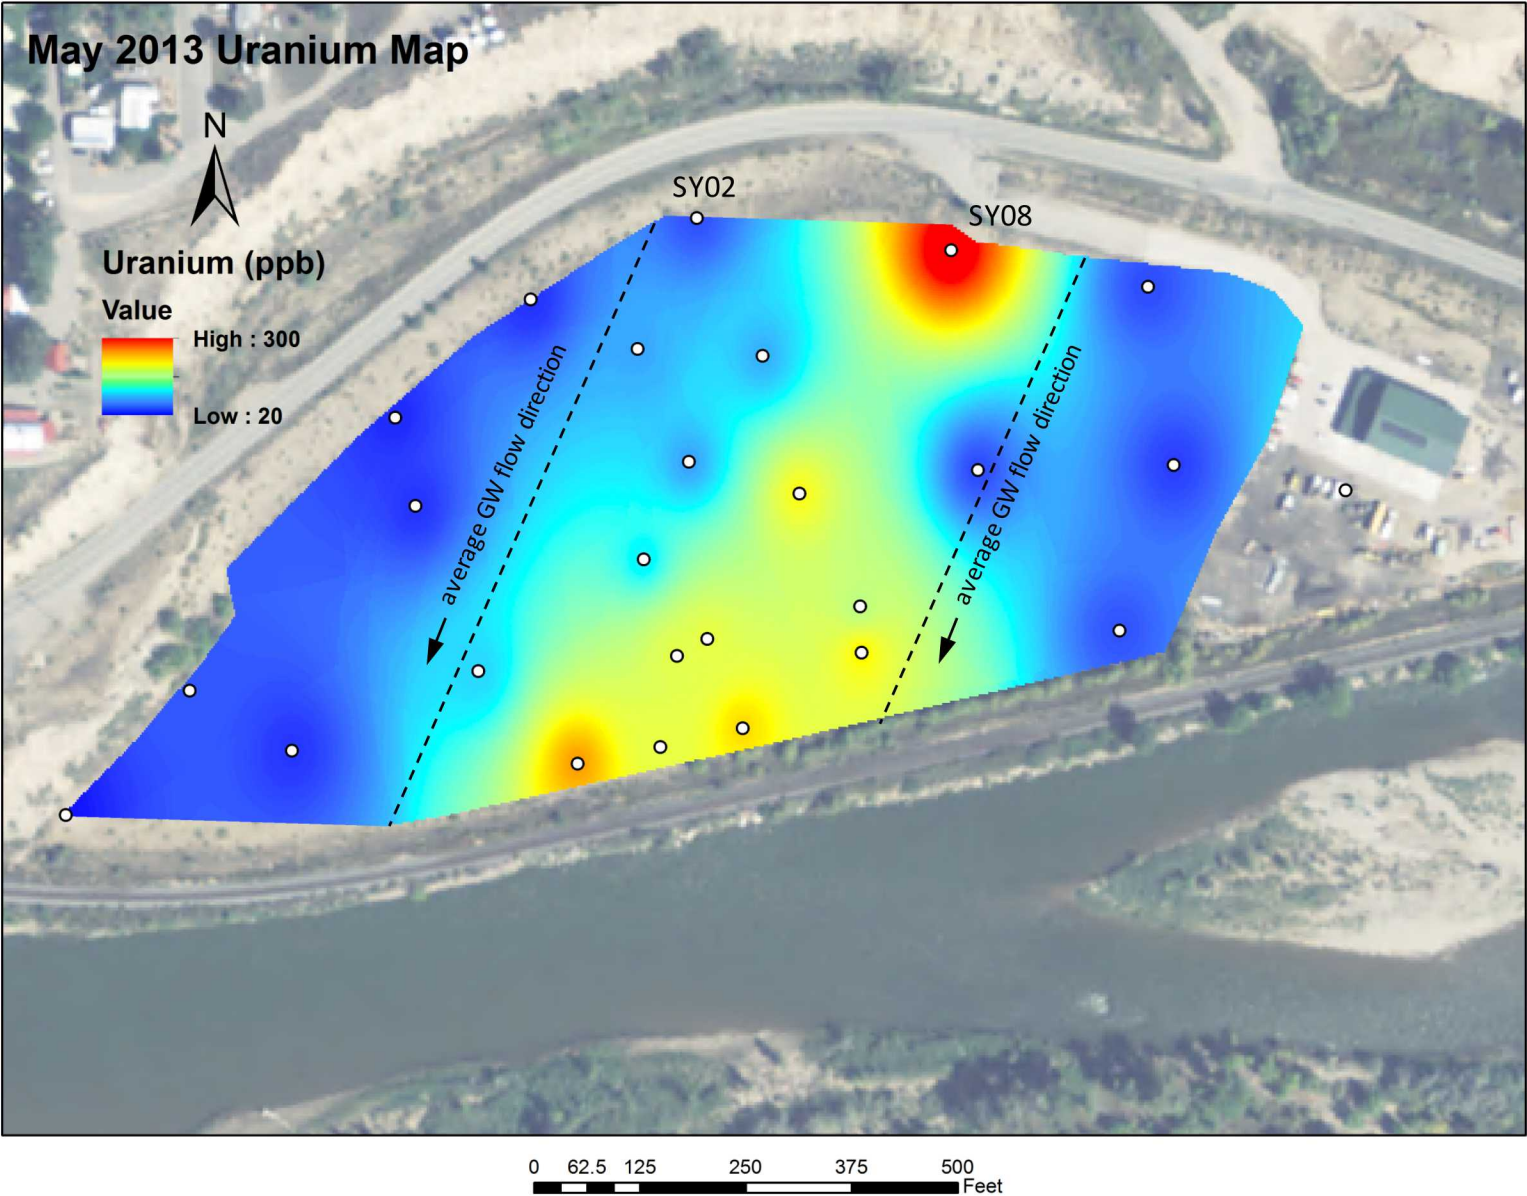 May 2013 Uranium Map
N
SY02
SY08
Uranium (ppb)
Value
High : 300
Low : 20
average GW flow direction
average GW flow direction
0 62.5 125 250 375 500
Feet